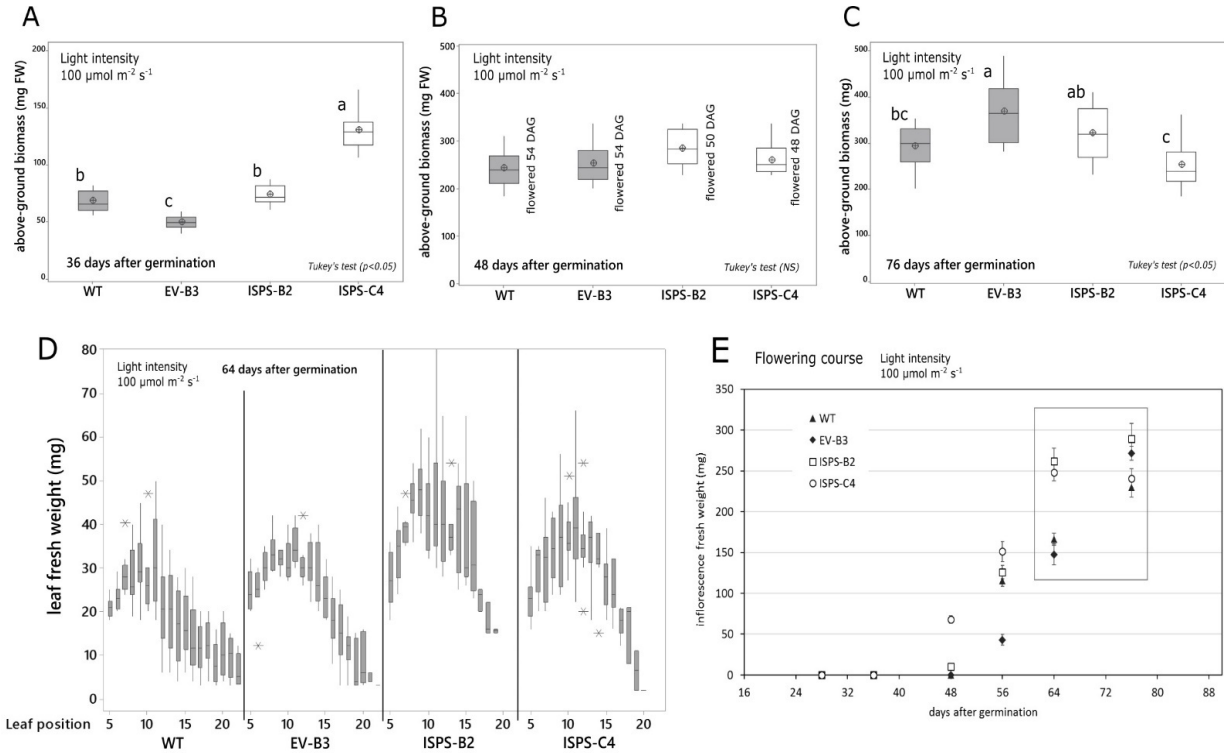 A
above-ground biomass (mg FW)
200
150
100
50
0
Light intensity
100 µmol m⁻² s⁻¹
b
c
b
a
36 days after germination
Tukey's test (p<0.05)
WT EV-B3 ISPS-B2 ISPS-C4
B
above-ground biomass (mg FW)
500
400
300
200
100
0
Light intensity
100 µmol m⁻² s⁻¹
flowered 54 DAG
flowered 54 DAG
flowered 50 DAG
flowered 48 DAG
48 days after germination
Tukey's test (NS)
WT EV-B3 ISPS-B2 ISPS-C4
C
above-ground biomass (mg)
500
400
300
200
100
0
Light intensity
100 µmol m⁻² s⁻¹
bc
a
ab
c
76 days after germination
Tukey's test (p<0.05)
WT EV-B3 ISPS-B2 ISPS-C4
D
leaf fresh weight (mg)
80
70
60
50
40
30
20
10
0
Light intensity
100 µmol m⁻² s⁻¹
64 days after germination
Leaf position 5 10 15 20 5 10 15 20 5 10 15 20 5 10 15 20
WT EV-B3 ISPS-B2 ISPS-C4
E
Flowering course
Light intensity
100 µmol m⁻² s⁻¹
inflorescence fresh weight (mg)
350
300
250
200
150
100
50
0
WT
EV-B3
ISPS-B2
ISPS-C4
16 24 32 40 48 56 64 72 80 88
days after germination